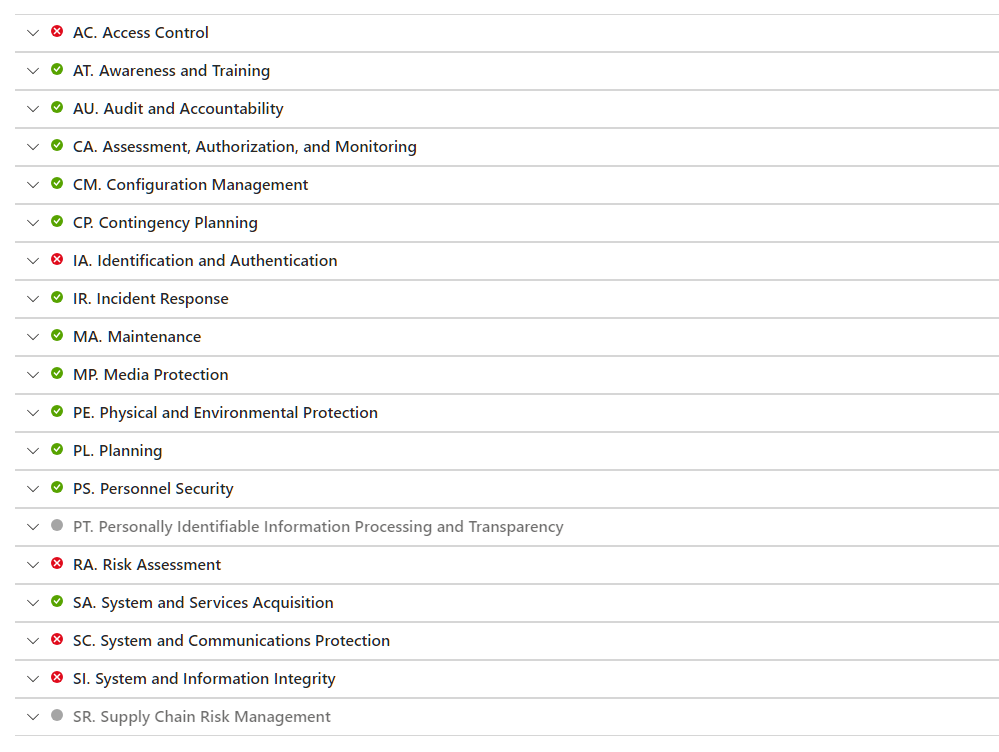 AC. Access Control
AT. Awareness and Training
AU. Audit and Accountability
CA. Assessment, Authorization, and Monitoring
CM. Configuration Management
CP. Contingency Planning
IA. Identification and Authentication
IR. Incident Response
MA. Maintenance
MP. Media Protection
PE. Physical and Environmental Protection
PL. Planning
PS. Personnel Security
PT. Personally Identifiable Information Processing and Transparency
RA. Risk Assessment
SA. System and Services Acquisition
SC. System and Communications Protection
SI. System and Information Integrity
SR. Supply Chain Risk Management